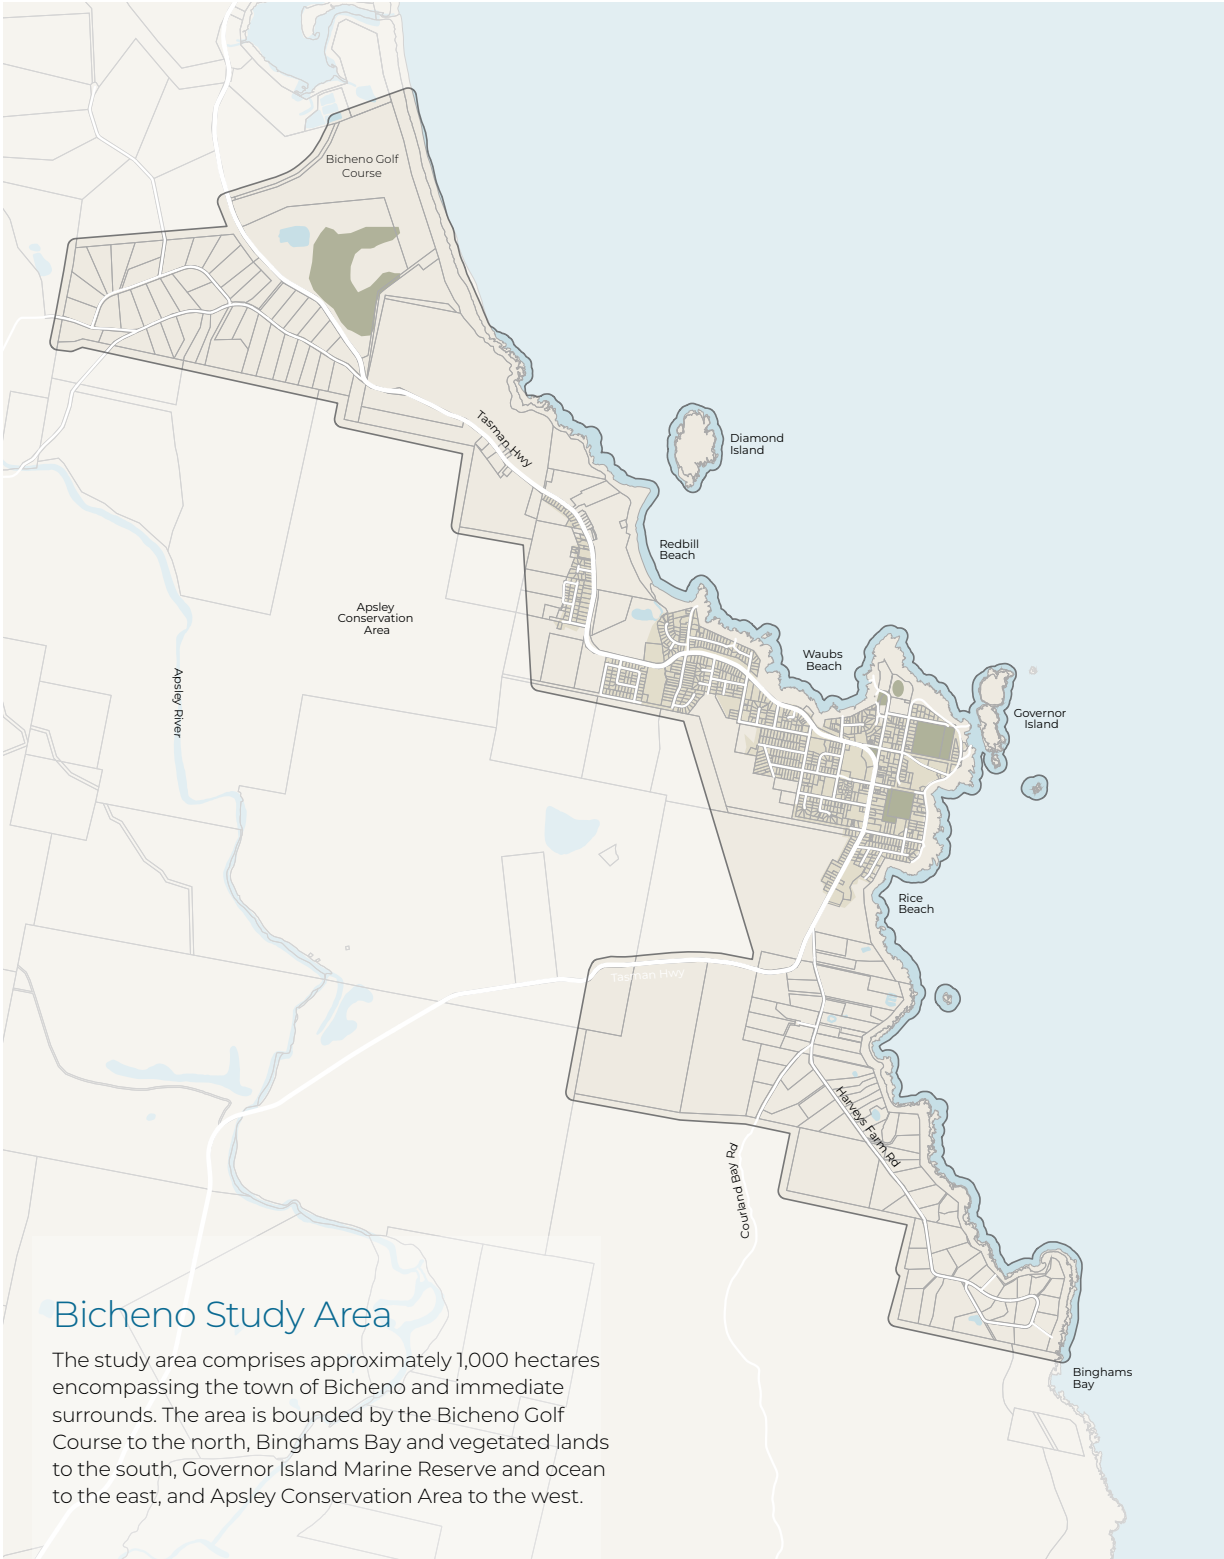 Bicheno Golf
Course
Tasman Hwy
Diamond
Island
Redbill
Beach
Apsley
Conservation
Area
Waubs
Beach
Apsley River
Governor
Island
Rice
Beach
Tasman Hwy
Harveys Farm Rd
Courland Bay Rd
Binghams
Bay
Bicheno Study Area
The study area comprises approximately 1,000 hectares
encompassing the town of Bicheno and immediate
surrounds. The area is bounded by the Bicheno Golf
Course to the north, Binghams Bay and vegetated lands
to the south, Governor Island Marine Reserve and ocean
to the east, and Apsley Conservation Area to the west.